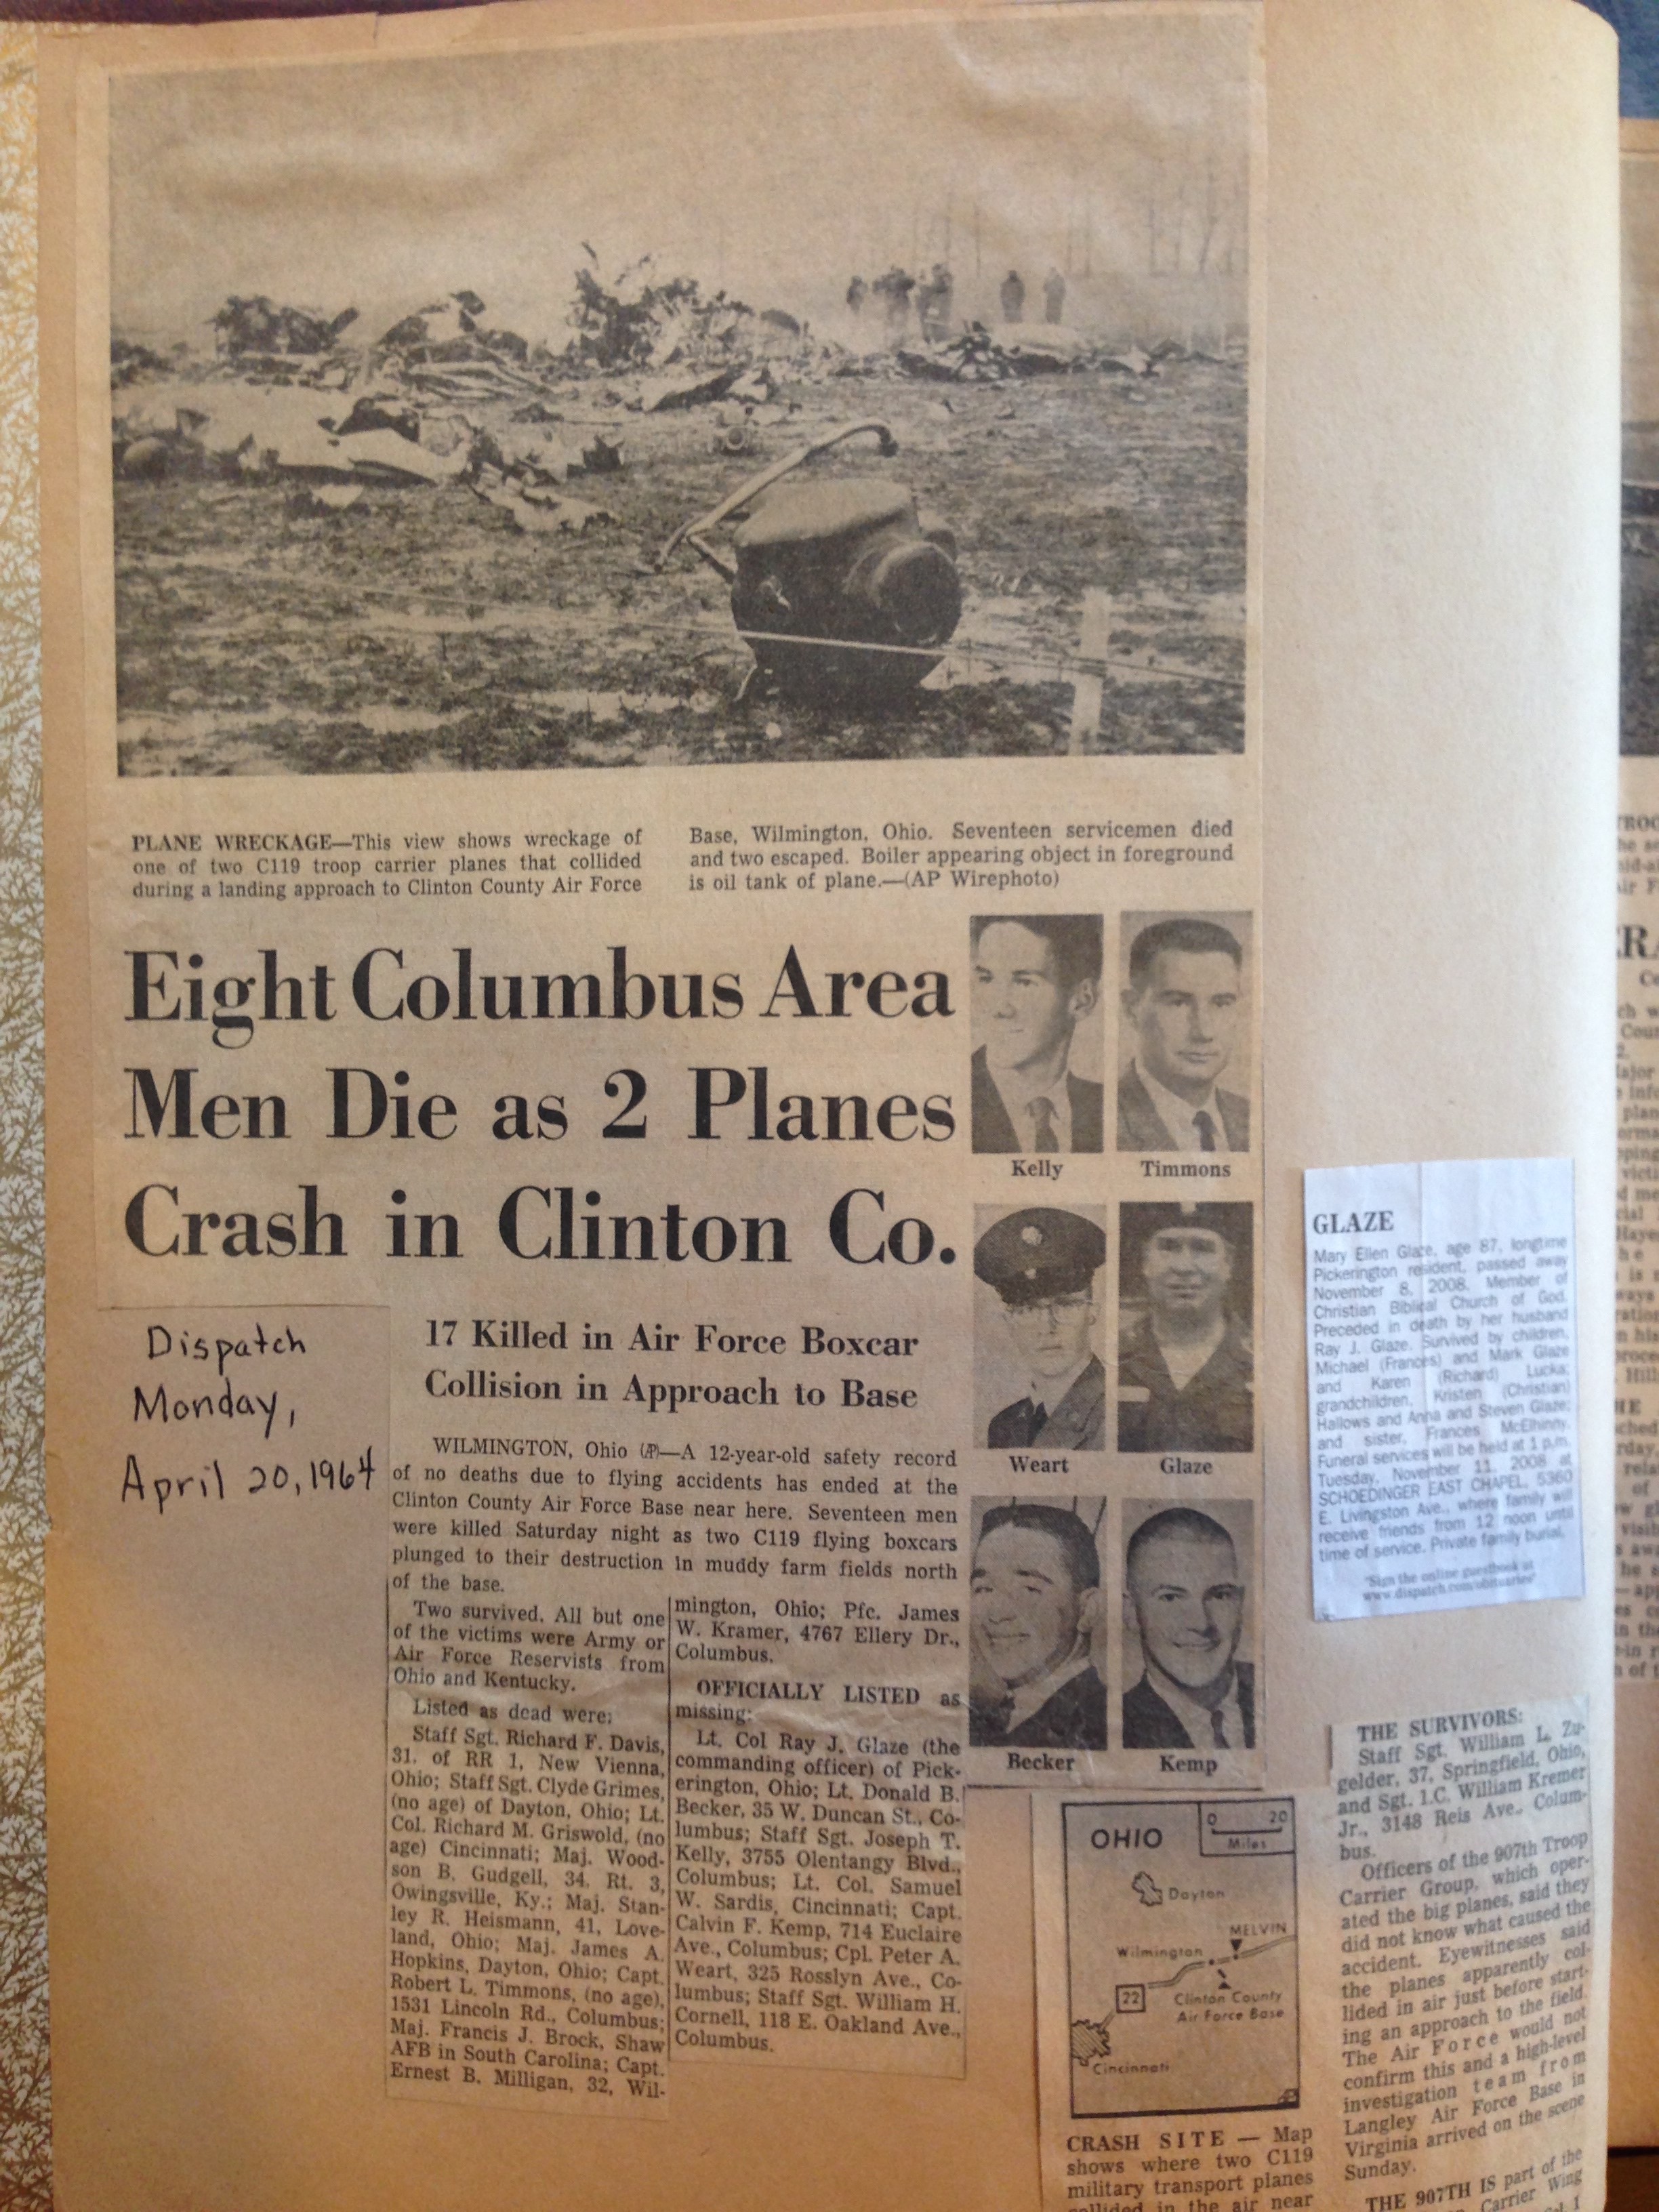 PLANE WRECKAGE—This view shows wreckage of
one of two C119 troop carrier planes that collided
during a landing approach to Clinton County Air Force
Base, Wilmington, Ohio. Seventeen servicemen died
and two escaped. Boiler appearing object in foreground
is oil tank of plane.—(AP Wirephoto)
Eight Columbus Area
Men Die as 2 Planes
Crash in Clinton Co.
Kelly
Timmons
Weart
Glaze
Becker
Kemp
Dispatch
Monday,
April 20, 1964
17 Killed in Air Force Boxcar
Collision in Approach to Base
WILMINGTON, Ohio (AP)—A 12-year-old safety record
of no deaths due to flying accidents has ended at the
Clinton County Air Force Base near here. Seventeen men
were killed Saturday night as two C119 flying boxcars
plunged to their destruction in muddy farm fields north
of the base.
Two survived. All but one
of the victims were Army or
Air Force Reservists from
Ohio and Kentucky.
Listed as dead were:
Staff Sgt. Richard F. Davis,
31, of RR 1, New Vienna,
Ohio; Staff Sgt. Clyde Grimes,
(no age) of Dayton, Ohio; Lt.
Col. Richard M. Griswold, (no
age) Cincinnati; Maj. Wood-
son B. Gudgell, 34, Rt. 3,
Owingsville, Ky.; Maj. Stan-
ley R. Heismann, 41, Love-
land, Ohio; Maj. James A.
Hopkins, Dayton, Ohio; Capt.
Robert L. Timmons, (no age),
1531 Lincoln Rd., Columbus;
Maj. Francis J. Brock, Shaw
AFB in South Carolina; Capt.
Ernest B. Milligan, 32, Wil-
mington, Ohio; Pfc. James
W. Kramer, 4767 Ellery Dr.,
Columbus.
OFFICIALLY LISTED as
missing:
Lt. Col Ray J. Glaze (the
commanding officer) of Pick-
erington, Ohio; Lt. Donald B.
Becker, 35 W. Duncan St., Co-
lumbus; Staff Sgt. Joseph T.
Kelly, 3755 Olentangy Blvd.,
Columbus; Lt. Col. Samuel
W. Sardis, Cincinnati; Capt.
Calvin F. Kemp, 714 Euclaire
Ave., Columbus; Cpl. Peter A.
Weart, 325 Rosslyn Ave., Co-
lumbus; Staff Sgt. William H.
Cornell, 118 E. Oakland Ave.,
Columbus.
OHIO
0 20
Miles
Dayton
MELVIN
Wilmington
22
Clinton County
Air Force Base
Cincinnati
CRASH SITE — Map
shows where two C119
military transport planes
collided in the air near
GLAZE
Mary Ellen Glaze, age 87, longtime
Pickerington resident, passed away
November 8, 2008. Member of
Christian Biblical Church of God.
Preceded in death by her husband
Ray J. Glaze. Survived by children,
Michael (Frances) and Mark Glaze
and Karen (Richard) Lucka;
grandchildren, Kristen (Christian)
Hallows and Anna and Steven Glaze;
and sister, Frances McElhinny.
Funeral services will be held at 1 p.m.
Tuesday, November 11, 2008 at
SCHOEDINGER EAST CHAPEL, 5360
E. Livingston Ave., where family will
receive friends from 12 noon until
time of service. Private family burial.
"Sign the online guestbook at
www.dispatch.com/obituaries"
THE SURVIVORS:
Staff Sgt. William L. Zu-
gelder, 37, Springfield, Ohio,
and Sgt. 1.C. William Kremer
Jr., 3148 Reis Ave., Colum-
bus.
Officers of the 907th Troop
Carrier Group, which oper-
ated the big planes, said they
did not know what caused the
accident. Eyewitnesses said
the planes apparently col-
lided in air just before start-
ing an approach to the field.
The Air Force would not
confirm this and a high-level
investigation team from
Langley Air Force Base in
Virginia arrived on the scene
Sunday.
THE 907TH IS part of the
Carrier Wing